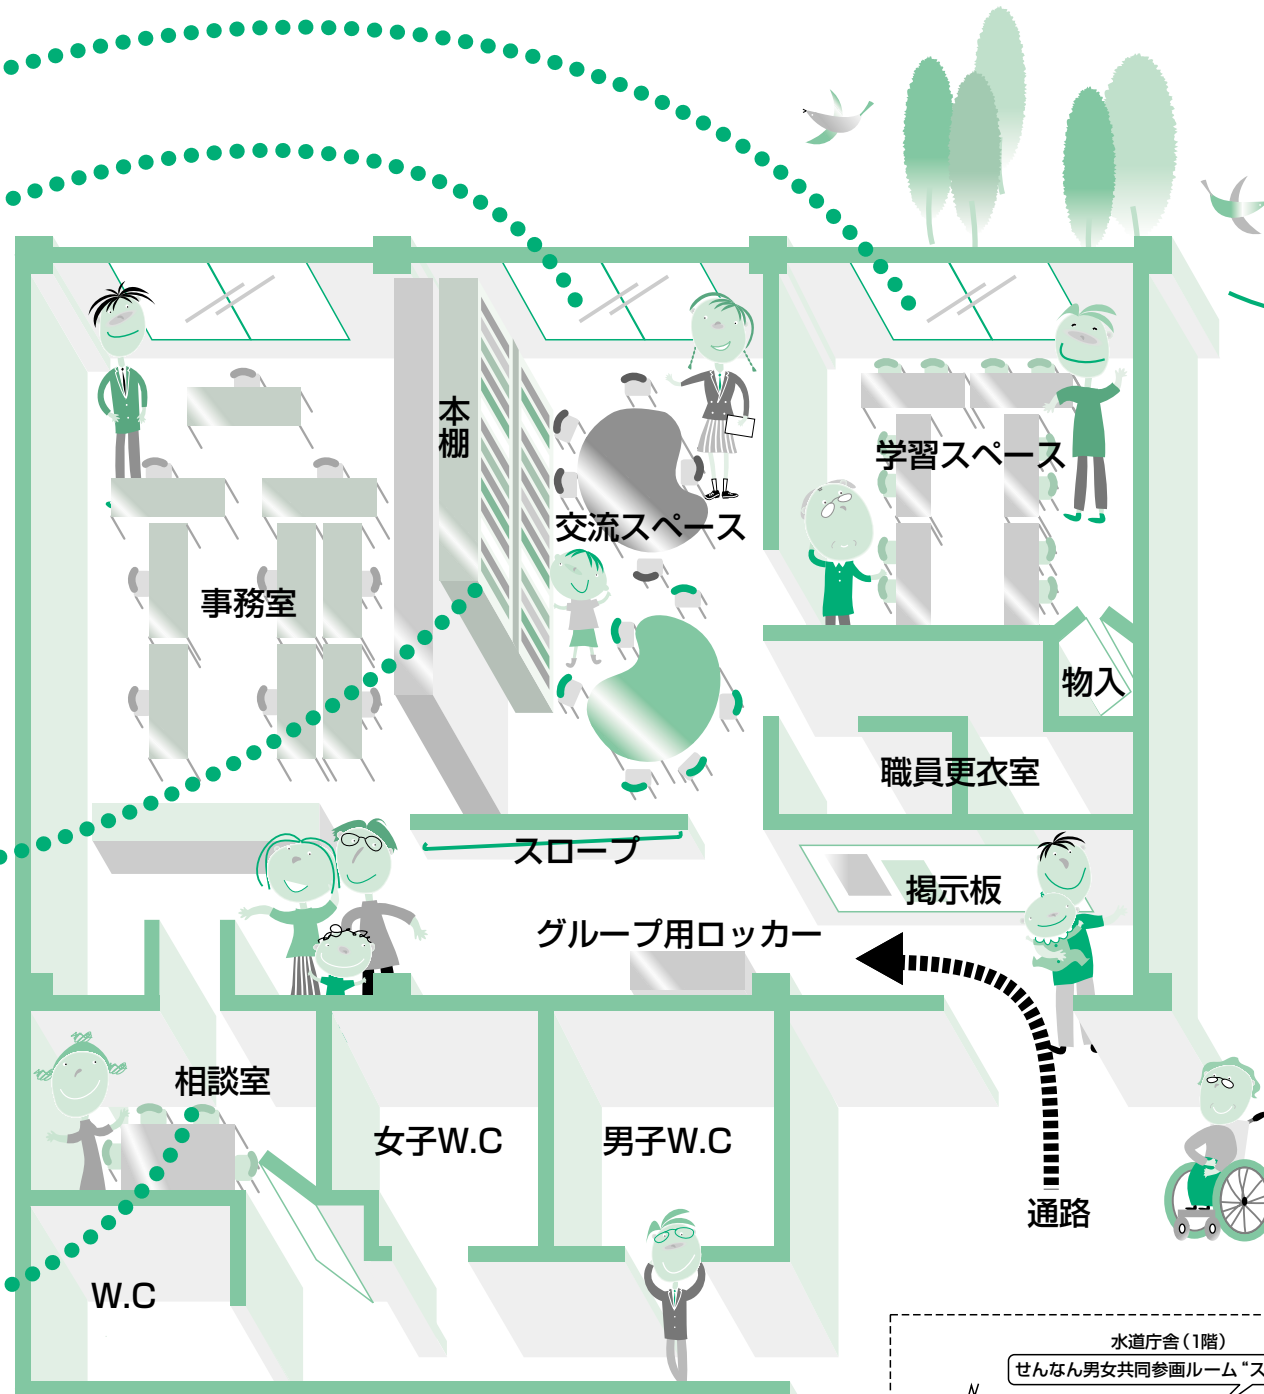 本棚
学習スペース
交流スペース
事務室
物入
職員更衣室
スロープ
掲示板
グループ用ロッカー
相談室
女子W.C
男子W.C
通路
W.C
水道庁舎（1階）
せんなん男女共同参画ルーム“ス
N